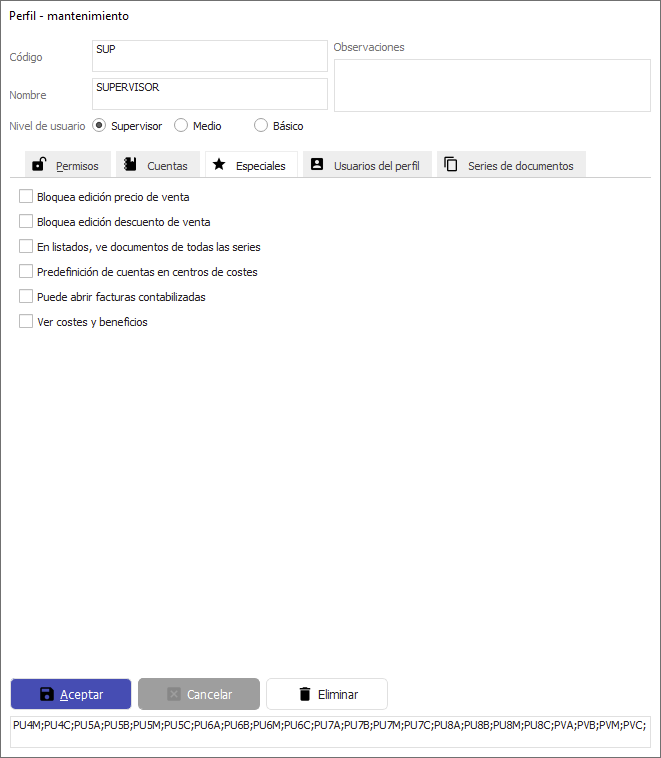 Perfil - mantenimiento
Código
SUP
Observaciones
Nombre
SUPERVISOR
Nivel de usuario Supervisor Medio Básico
Permisos Cuentas Especiales Usuarios del perfil Series de documentos
Bloquea edición precio de venta
Bloquea edición descuento de venta
En listados, ve documentos de todas las series
Predefinición de cuentas en centros de costes
Puede abrir facturas contabilizadas
Ver costes y beneficios
Aceptar Cancelar Eliminar
PU4M;PU4C;PU5A;PU5B;PU5M;PU5C;PU6A;PU6B;PU6M;PU6C;PU7A;PU7B;PU7M;PU7C;PU8A;PU8B;PU8M;PU8C;PVA;PVB;PVM;PVC;